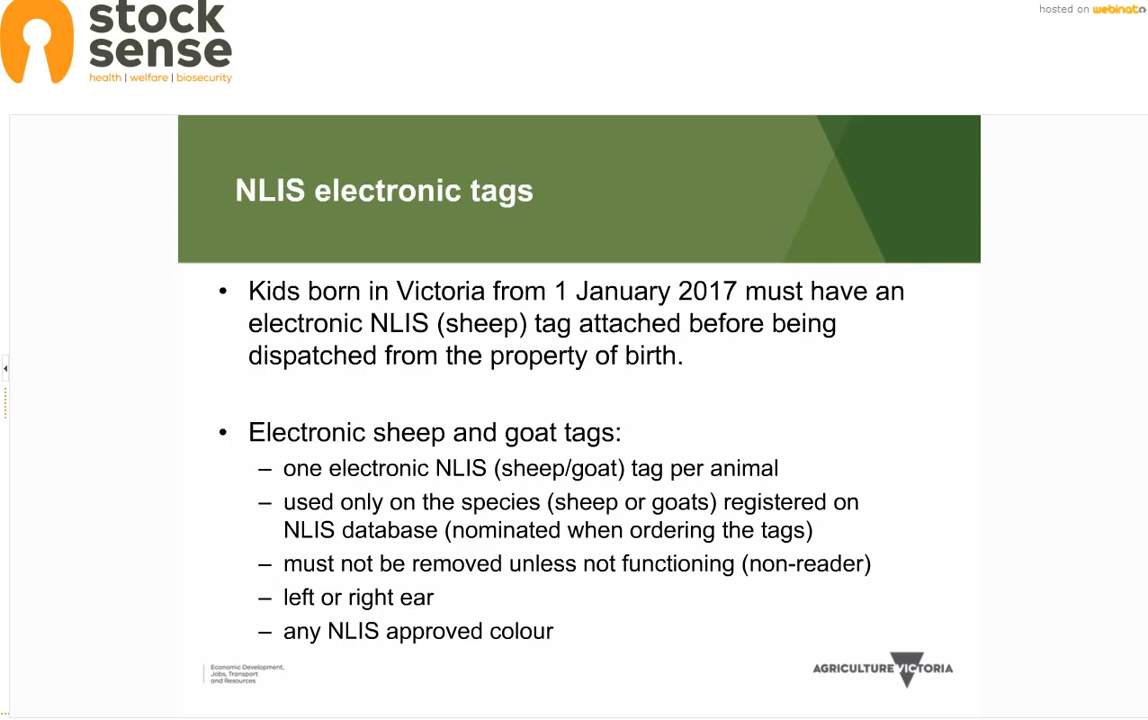 stock
sense
health | welfare | biosecurity
hosted on webinato
NLIS electronic tags
• Kids born in Victoria from 1 January 2017 must have an
electronic NLIS (sheep) tag attached before being
dispatched from the property of birth.
• Electronic sheep and goat tags:
– one electronic NLIS (sheep/goat) tag per animal
– used only on the species (sheep or goats) registered on
NLIS database (nominated when ordering the tags)
– must not be removed unless not functioning (non-reader)
– left or right ear
– any NLIS approved colour
Economic Development,
Jobs, Transport
and Resources
AGRICULTURE VICTORIA